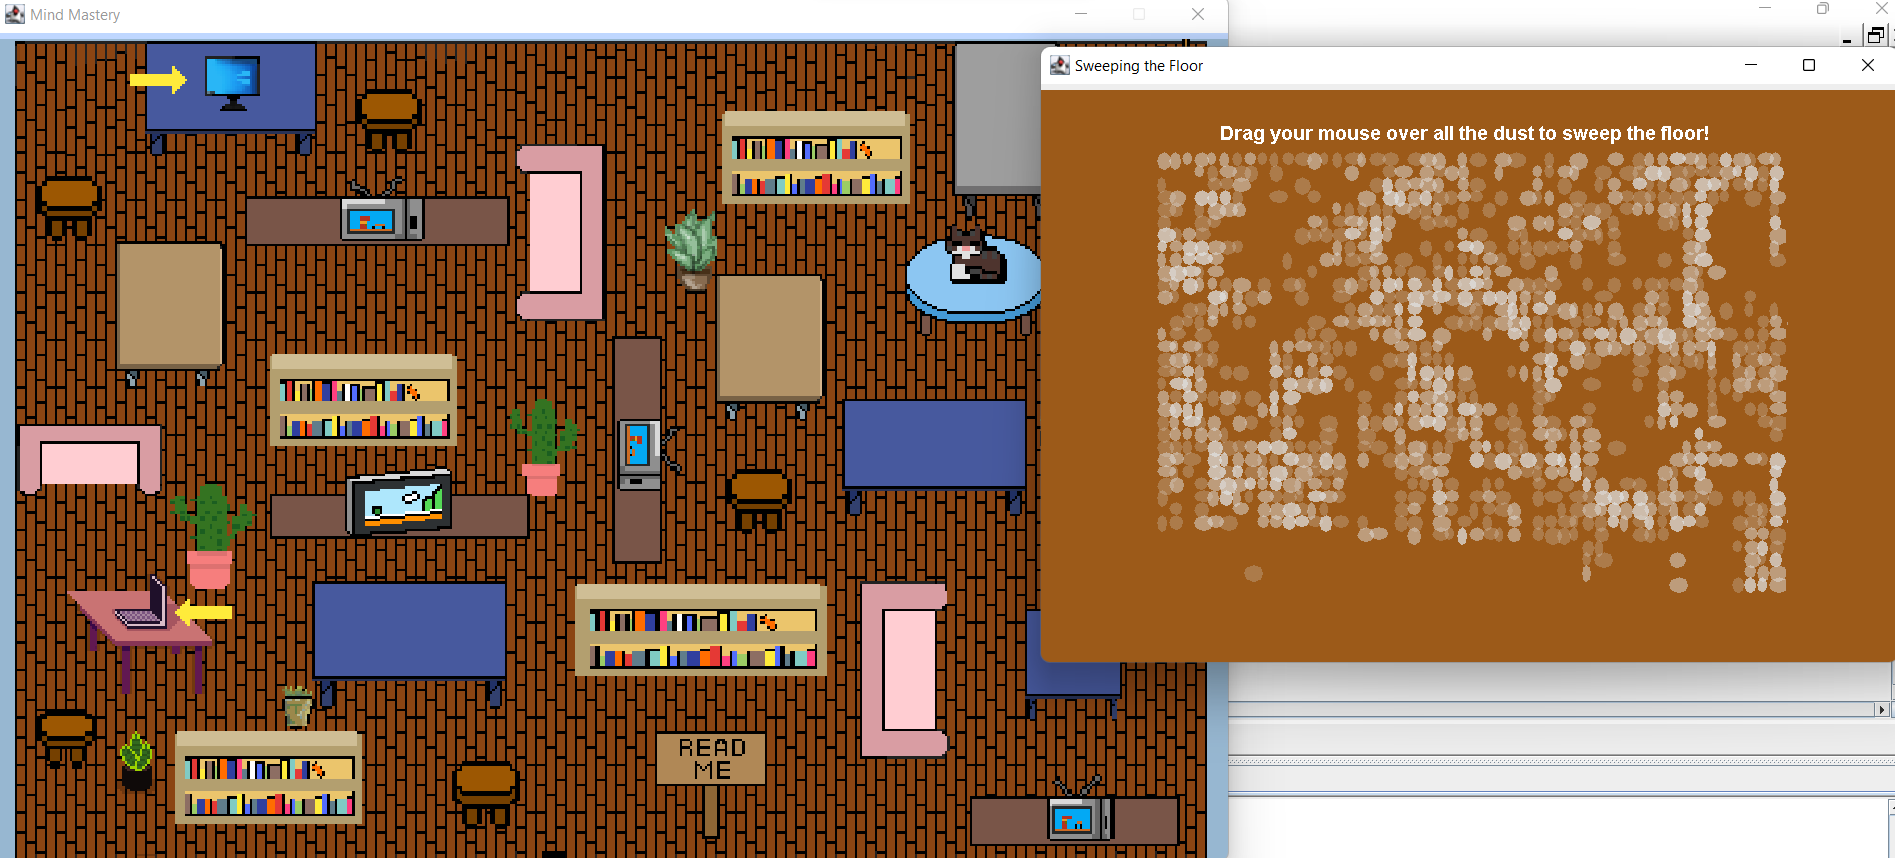 Mind Mastery
Sweeping the Floor
Drag your mouse over all the dust to sweep the floor!
READ
ME